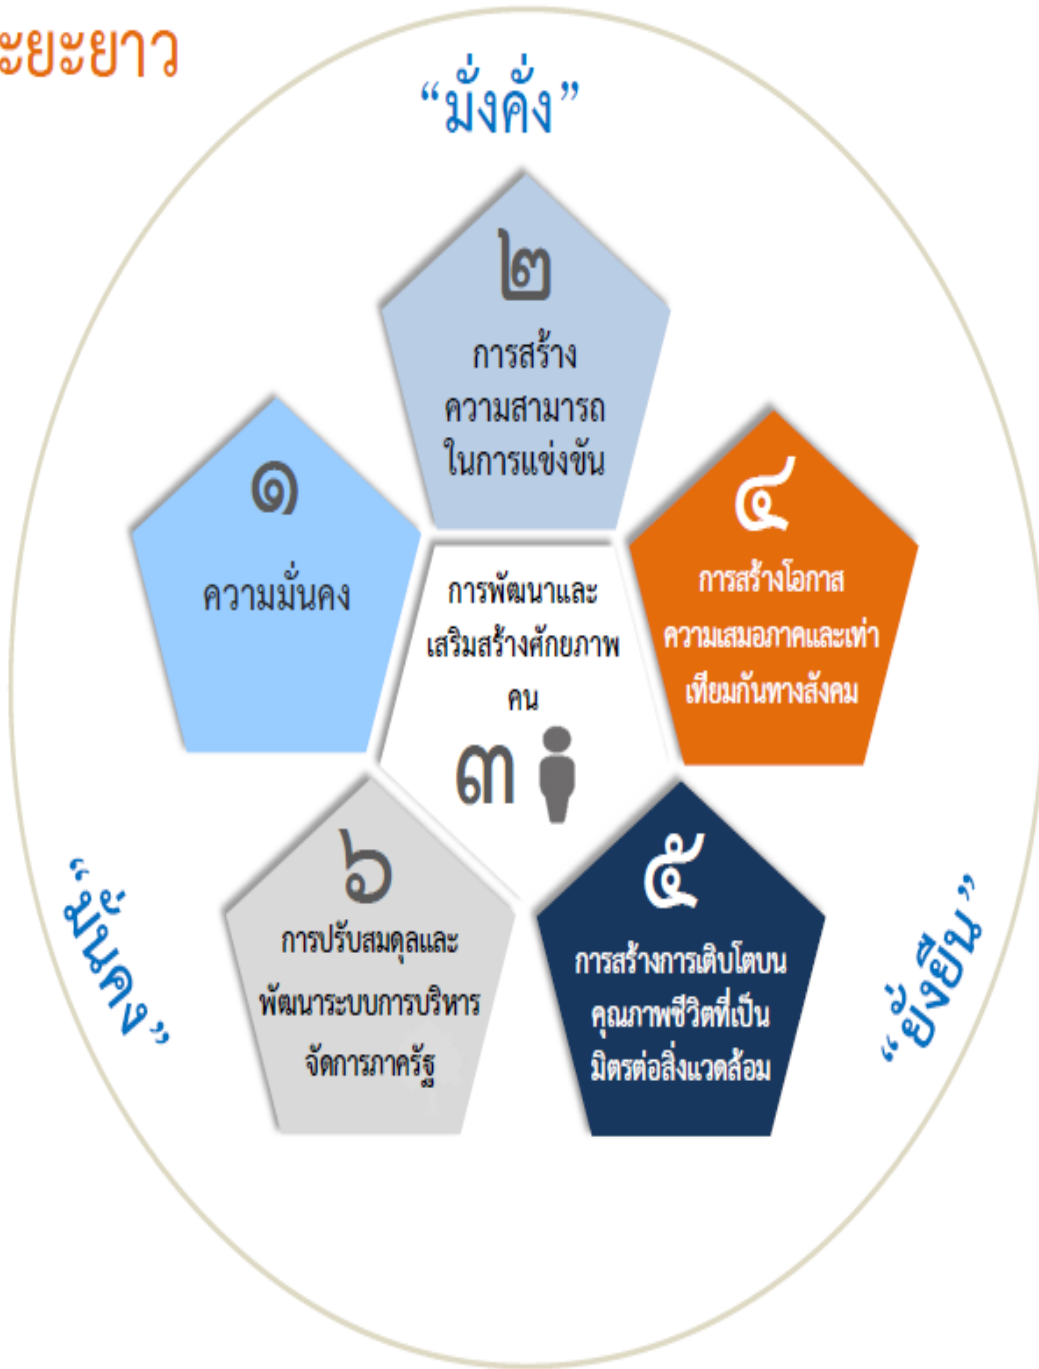 ะยะยาว
“มั่งคั่ง”
๒
การสร้าง
ความสามารถ
ในการแข่งขัน
๑
ความมั่นคง
๔
การสร้างโอกาส
ความเสมอภาคและเท่า
เทียมกันทางสังคม
การพัฒนาและ
เสริมสร้างศักยภาพ
คน
๓
๖
การปรับสมดุลและ
พัฒนาระบบการบริหาร
จัดการภาครัฐ
๕
การสร้างการเติบโตบน
คุณภาพชีวิตที่เป็น
มิตรต่อสิ่งแวดล้อม
“มั่นคง”
“ยั่งยืน”